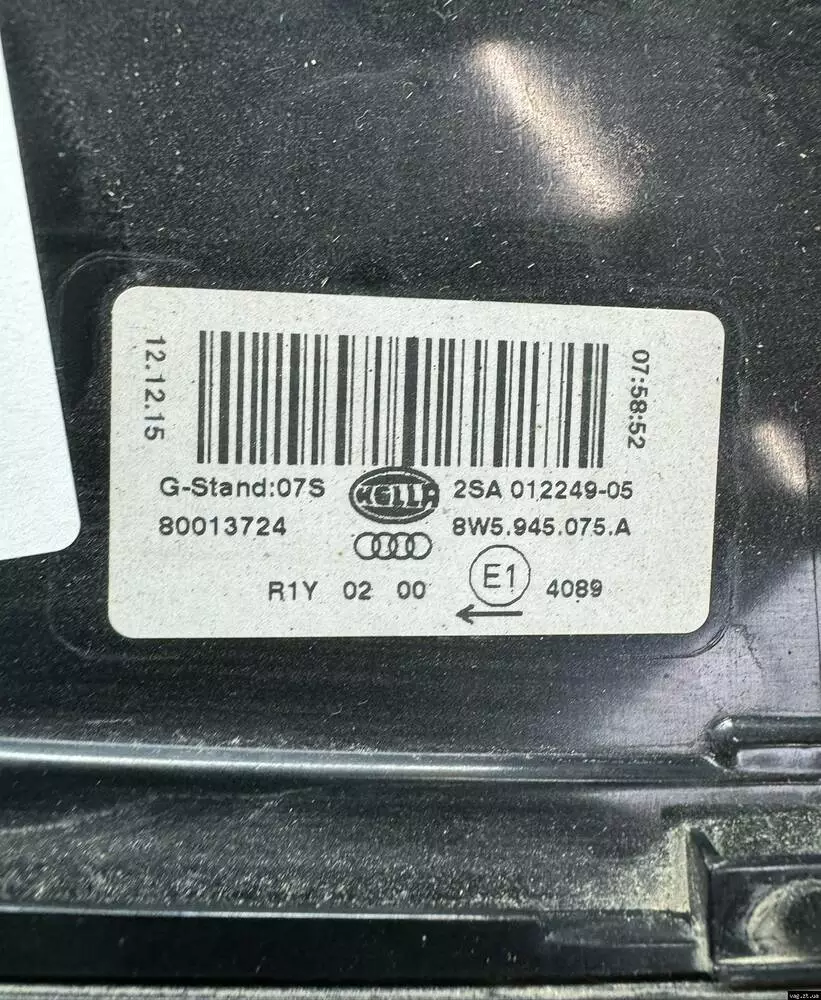 12.12.15
07:58:52
G-Stand:07S HELLA 2SA 012249-05
80013724 8W5.945.075.A
R1Y 02 00 E1 4089
vag.zt.ua